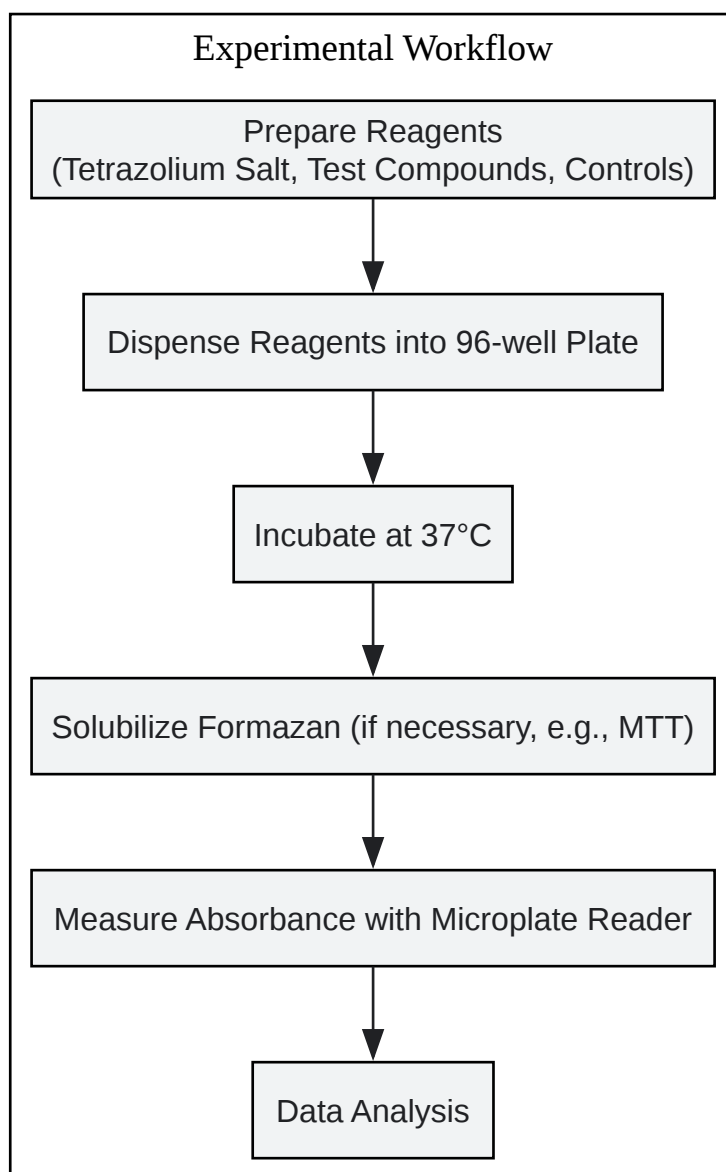 Experimental Workflow
Prepare Reagents
(Tetrazolium Salt, Test Compounds, Controls)
Dispense Reagents into 96-well Plate
Incubate at 37°C
Solubilize Formazan (if necessary, e.g., MTT)
Measure Absorbance with Microplate Reader
Data Analysis